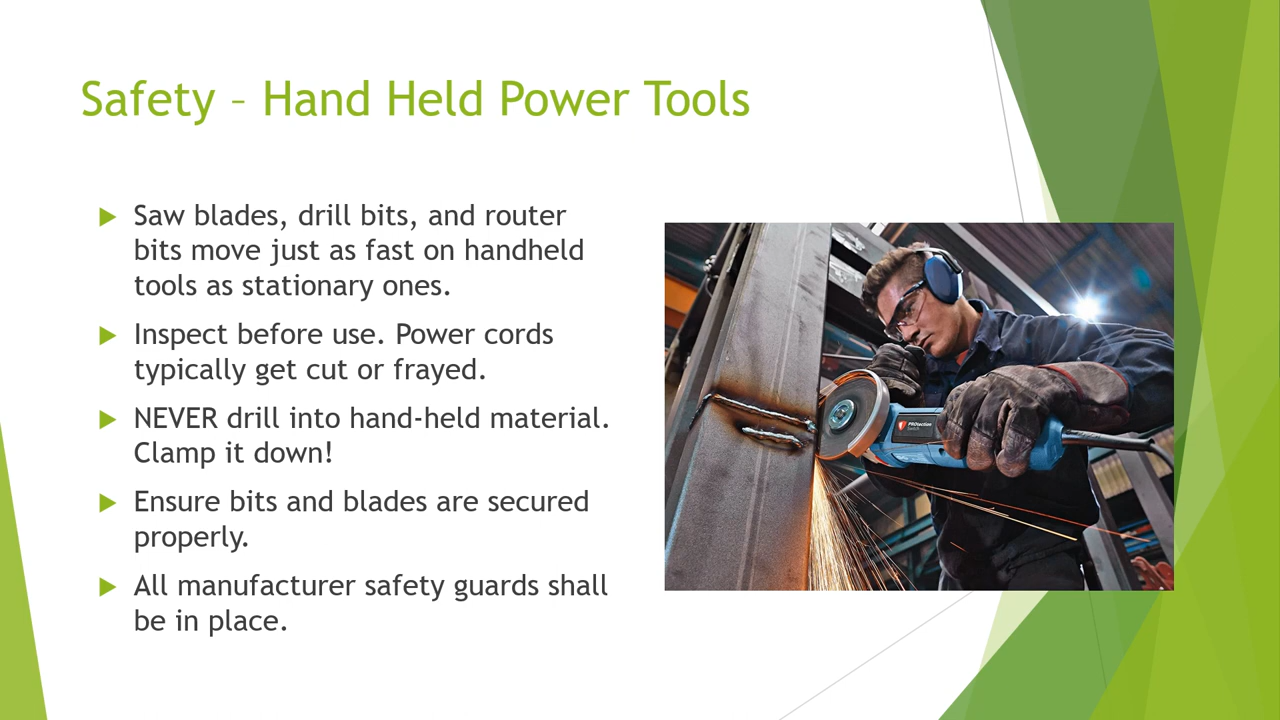 Safety – Hand Held Power Tools
Saw blades, drill bits, and router
bits move just as fast on handheld
tools as stationary ones.
Inspect before use. Power cords
typically get cut or frayed.
NEVER drill into hand-held material.
Clamp it down!
Ensure bits and blades are secured
properly.
All manufacturer safety guards shall
be in place.
PROtection
Switch